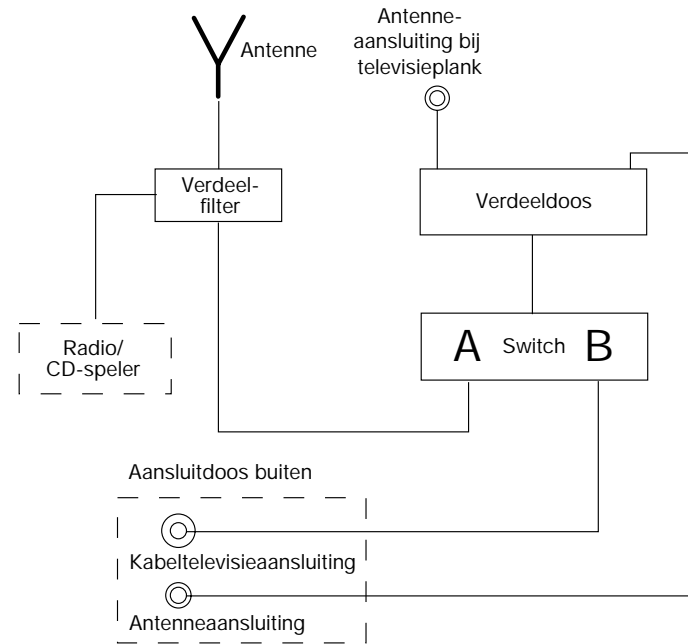 Antenne
Antenne-
aansluiting bij
televisieplank
Verdeel-
filter
Verdeeldoos
Radio/
CD-speler
A Switch B
Aansluitdoos buiten
Kabeltelevisieaansluiting
Antenneaansluiting